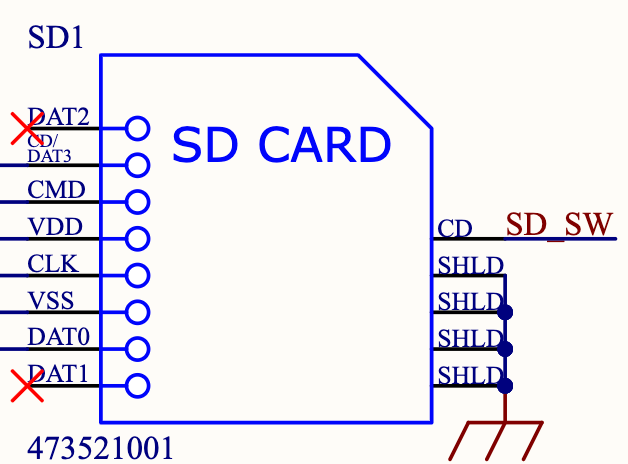 SD1
SD CARD
DAT2
CD/
DAT3
CMD
VDD
CLK
VSS
DAT0
DAT1
CD
SD_SW
SHLD
SHLD
SHLD
SHLD
473521001